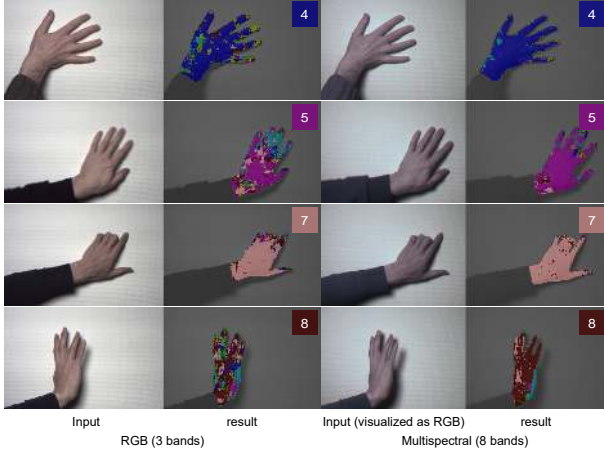 4 4
5 5
7 7
8 8
Input result Input (visualized as RGB) result
RGB (3 bands) Multispectral (8 bands)